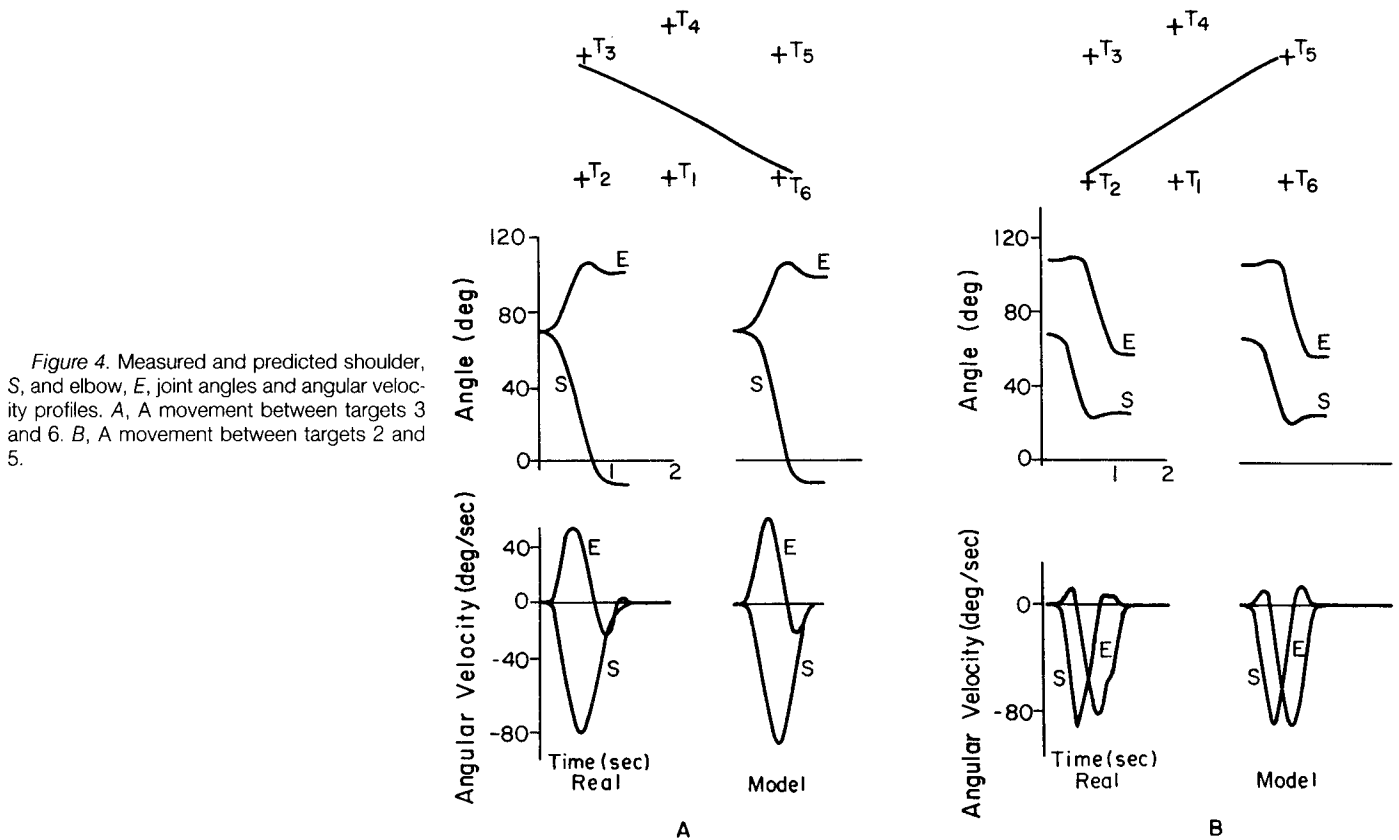 Figure 4. Measured and predicted shoulder,
S, and elbow, E, joint angles and angular veloc-
ity profiles. A, A movement between targets 3
and 6. B, A movement between targets 2 and
5.
+T4
+T3
+T5
+T2
+T1
+T6
Angle (deg)
120
80
40
0
1
2
E
S
E
S
Angular Velocity (deg/sec)
40
0
-40
-80
E
S
E
S
Time (sec)
Real
Model
A
+T4
+T3
+T5
+T2
+T1
+T6
Angle (deg)
120
80
40
0
1
2
E
S
E
S
Angular Velocity (deg/sec)
0
-80
S
E
S
E
Time (sec)
Real
Model
B